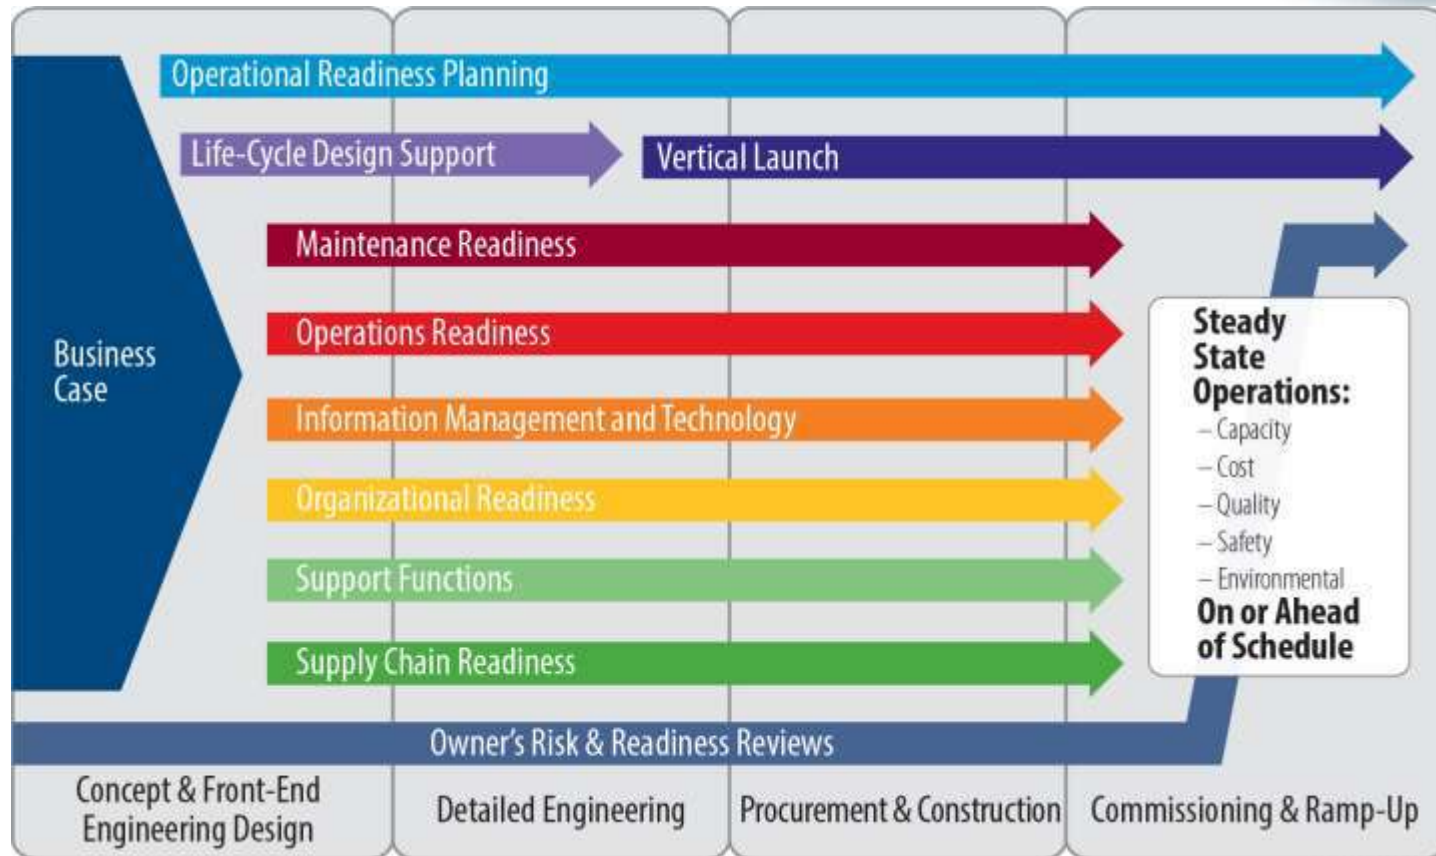 Operational Readiness Planning
Life-Cycle Design Support
Vertical Launch
Maintenance Readiness
Operations Readiness
Business
Case
Information Management and Technology
Organizational Readiness
Support Functions
Supply Chain Readiness
Steady
State
Operations:
– Capacity
– Cost
– Quality
– Safety
– Environmental
On or Ahead
of Schedule
Owner's Risk & Readiness Reviews
Concept & Front-End
Engineering Design
Detailed Engineering
Procurement & Construction
Commissioning & Ramp-Up